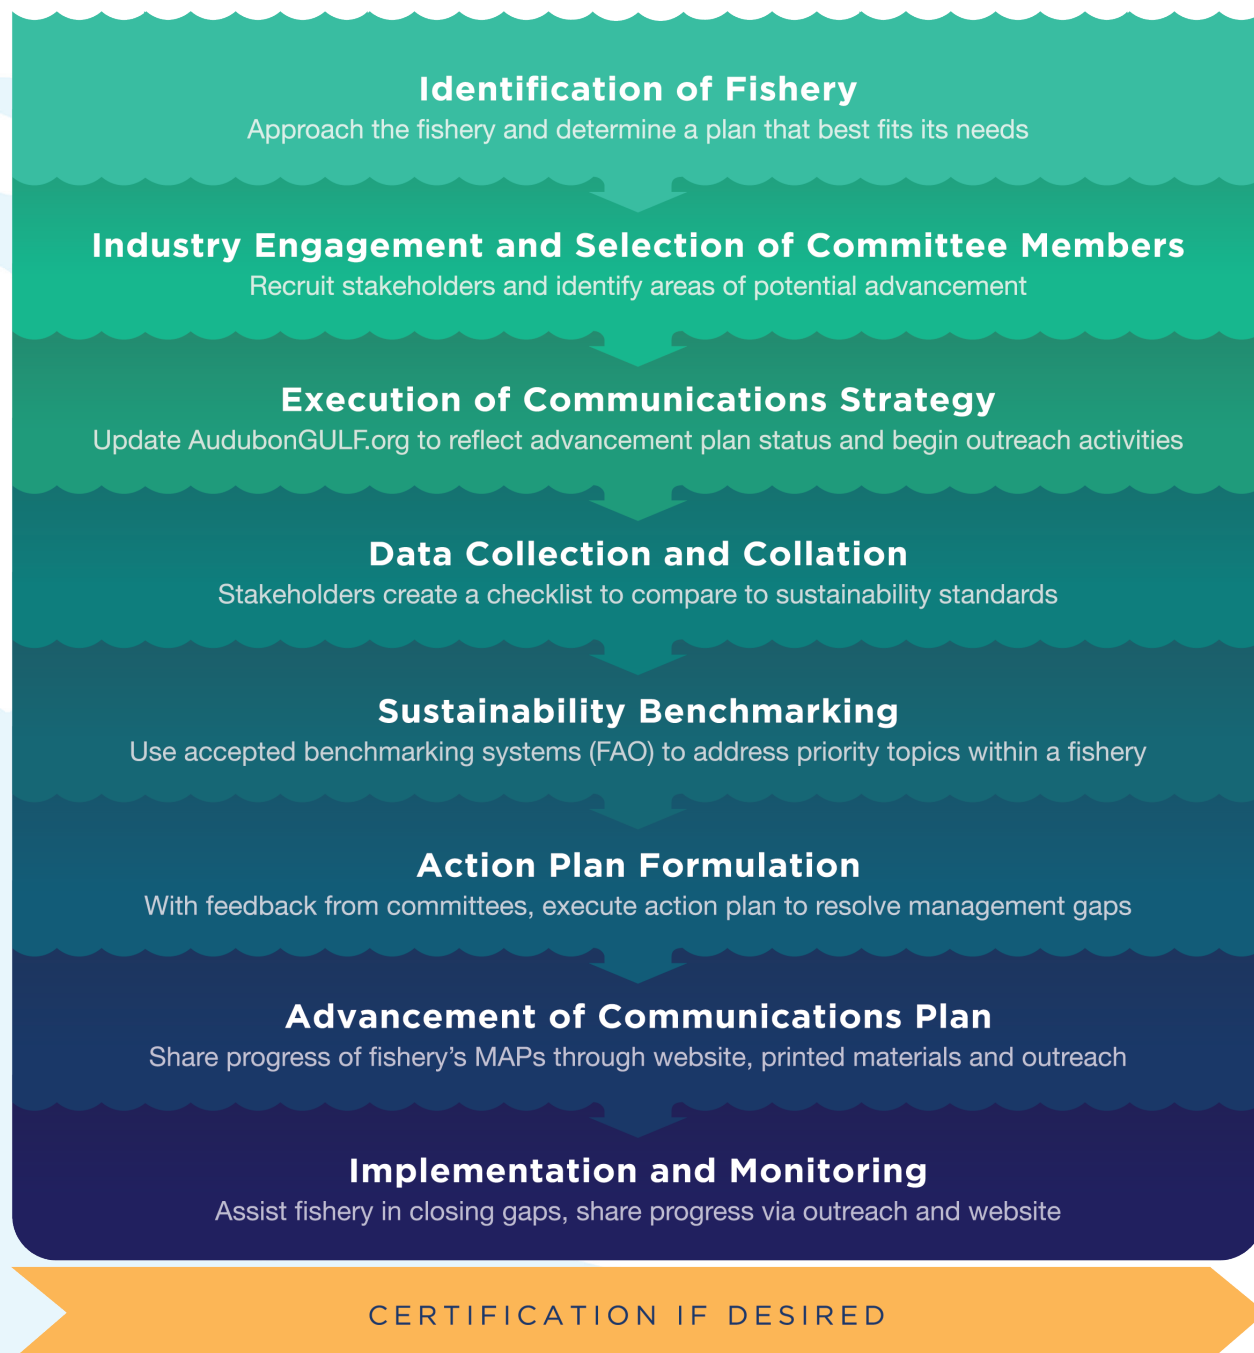 Identification of Fishery
Approach the fishery and determine a plan that best fits its needs
Industry Engagement and Selection of Committee Members
Recruit stakeholders and identify areas of potential advancement
Execution of Communications Strategy
Update AudubonGULF.org to reflect advancement plan status and begin outreach activities
Data Collection and Collation
Stakeholders create a checklist to compare to sustainability standards
Sustainability Benchmarking
Use accepted benchmarking systems (FAO) to address priority topics within a fishery
Action Plan Formulation
With feedback from committees, execute action plan to resolve management gaps
Advancement of Communications Plan
Share progress of fishery’s MAPs through website, printed materials and outreach
Implementation and Monitoring
Assist fishery in closing gaps, share progress via outreach and website
CERTIFICATION IF DESIRED